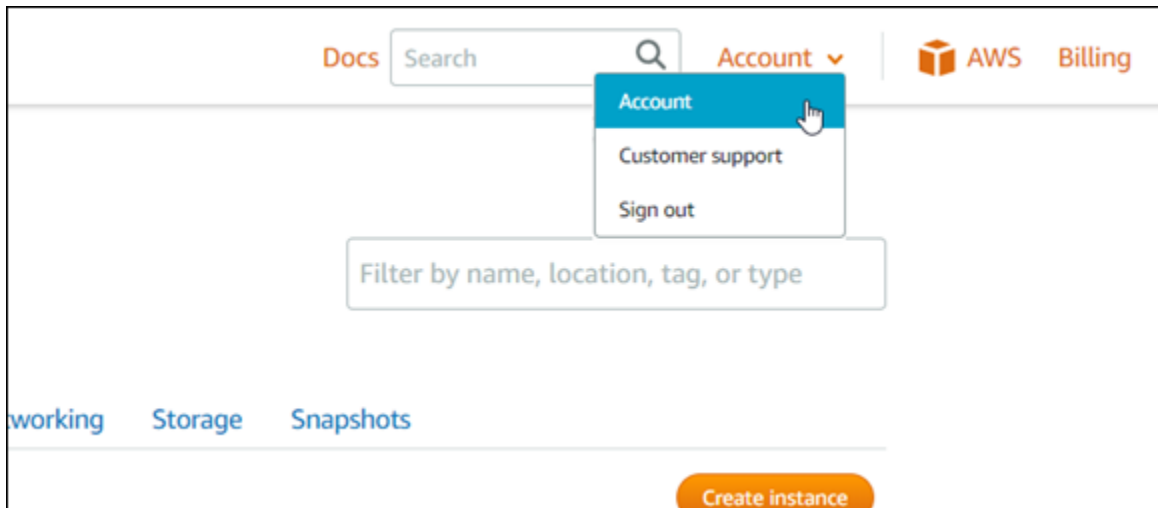 Docs Search Account AWS Billing
Account
Customer support
Sign out
Filter by name, location, tag, or type
tworking Storage Snapshots
Create instance